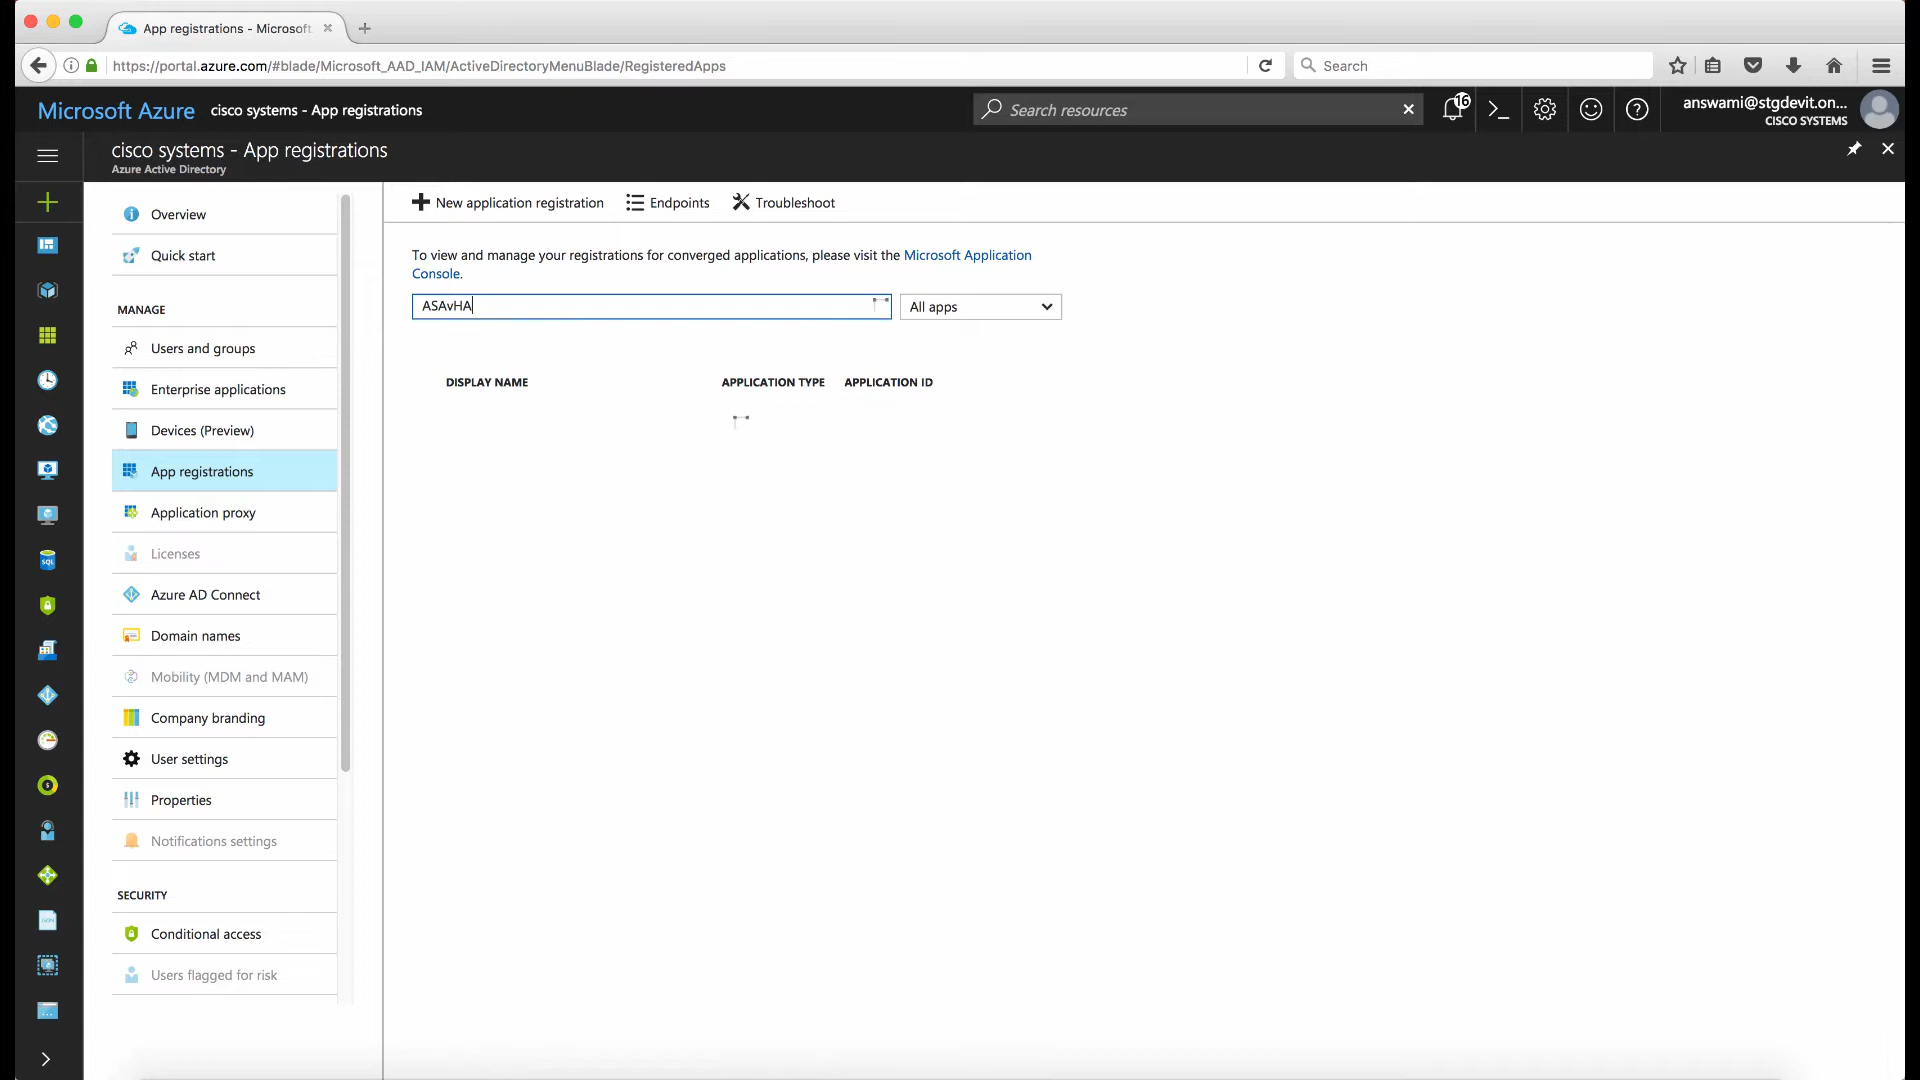 App registrations - Microsoft
https://portal.azure.com/#blade/Microsoft_AAD_IAM/ActiveDirectoryMenuBlade/RegisteredApps
Search
Microsoft Azure
cisco systems - App registrations
Search resources
16
answami@stgdevit.on...
CISCO SYSTEMS
cisco systems - App registrations
Azure Active Directory
Overview
Quick start
MANAGE
Users and groups
Enterprise applications
Devices (Preview)
App registrations
Application proxy
Licenses
Azure AD Connect
Domain names
Mobility (MDM and MAM)
Company branding
User settings
Properties
Notifications settings
SECURITY
Conditional access
Users flagged for risk
New application registration
Endpoints
Troubleshoot
To view and manage your registrations for converged applications, please visit the Microsoft Application
Console.
ASAvHA
All apps
DISPLAY NAME
APPLICATION TYPE
APPLICATION ID
SQL